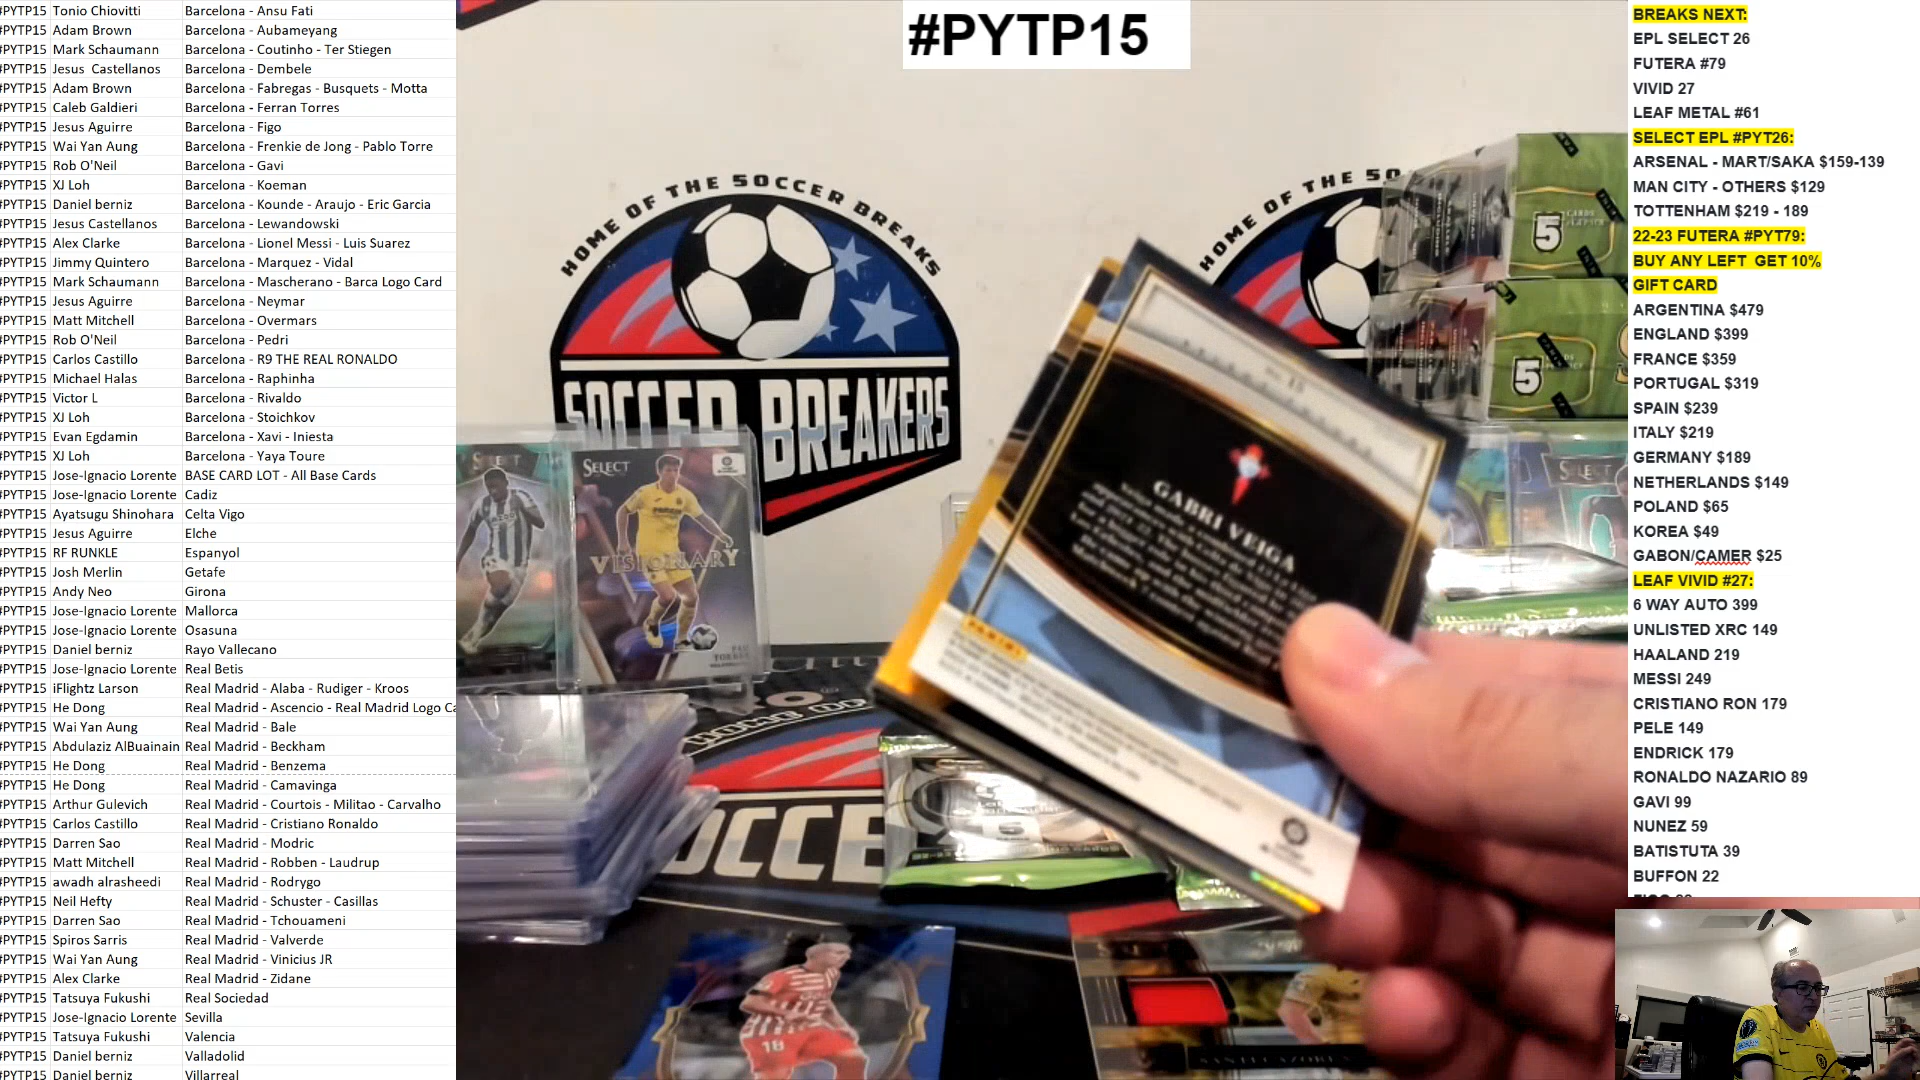 #PYTP15 Tonio Chiovitti Barcelona - Ansu Fati
#PYTP15 Adam Brown Barcelona - Aubameyang
#PYTP15 Mark Schaumann Barcelona - Coutinho - Ter Stiegen
#PYTP15 Jesus Castellanos Barcelona - Dembele
#PYTP15 Adam Brown Barcelona - Fabregas - Busquets - Motta
#PYTP15 Caleb Galdieri Barcelona - Ferran Torres
#PYTP15 Jesus Aguirre Barcelona - Figo
#PYTP15 Wai Yan Aung Barcelona - Frenkie de Jong - Pablo Torre
#PYTP15 Rob O'Neil Barcelona - Gavi
#PYTP15 XJ Loh Barcelona - Koeman
#PYTP15 Daniel berniz Barcelona - Kounde - Araujo - Eric Garcia
#PYTP15 Jesus Castellanos Barcelona - Lewandowski
#PYTP15 Alex Clarke Barcelona - Lionel Messi - Luis Suarez
#PYTP15 Jimmy Quintero Barcelona - Marquez - Vidal
#PYTP15 Mark Schaumann Barcelona - Mascherano - Barca Logo Card
#PYTP15 Jesus Aguirre Barcelona - Neymar
#PYTP15 Matt Mitchell Barcelona - Overmars
#PYTP15 Rob O'Neil Barcelona - Pedri
#PYTP15 Carlos Castillo Barcelona - R9 THE REAL RONALDO
#PYTP15 Michael Halas Barcelona - Raphinha
#PYTP15 Victor L Barcelona - Rivaldo
#PYTP15 XJ Loh Barcelona - Stoichkov
#PYTP15 Evan Egdamin Barcelona - Xavi - Iniesta
#PYTP15 XJ Loh Barcelona - Yaya Toure
#PYTP15 Jose-Ignacio Lorente BASE CARD LOT - All Base Cards
#PYTP15 Jose-Ignacio Lorente Cadiz
#PYTP15 Ayatsugu Shinohara Celta Vigo
#PYTP15 Jesus Aguirre Elche
#PYTP15 RF RUNKLE Espanyol
#PYTP15 Josh Merlin Getafe
#PYTP15 Andy Neo Girona
#PYTP15 Jose-Ignacio Lorente Mallorca
#PYTP15 Jose-Ignacio Lorente Osasuna
#PYTP15 Daniel berniz Rayo Vallecano
#PYTP15 Jose-Ignacio Lorente Real Betis
#PYTP15 iFlightz Larson Real Madrid - Alaba - Rudiger - Kroos
#PYTP15 He Dong Real Madrid - Ascencio - Real Madrid Logo Ca
#PYTP15 Wai Yan Aung Real Madrid - Bale
#PYTP15 Abdulaziz AlBuainain Real Madrid - Beckham
#PYTP15 He Dong Real Madrid - Benzema
#PYTP15 He Dong Real Madrid - Camavinga
#PYTP15 Arthur Gulevich Real Madrid - Courtois - Militao - Carvalho
#PYTP15 Carlos Castillo Real Madrid - Cristiano Ronaldo
#PYTP15 Darren Sao Real Madrid - Modric
#PYTP15 Matt Mitchell Real Madrid - Robben - Laudrup
#PYTP15 awadh alrasheedi Real Madrid - Rodrygo
#PYTP15 Neil Hefty Real Madrid - Schuster - Casillas
#PYTP15 Darren Sao Real Madrid - Tchouameni
#PYTP15 Spiros Sarris Real Madrid - Valverde
#PYTP15 Wai Yan Aung Real Madrid - Vinicius JR
#PYTP15 Alex Clarke Real Madrid - Zidane
#PYTP15 Tatsuya Fukushi Real Sociedad
#PYTP15 Jose-Ignacio Lorente Sevilla
#PYTP15 Tatsuya Fukushi Valencia
#PYTP15 Daniel berniz Valladolid
#PYTP15 Daniel berniz Villarreal
#PYTP15
HOME OF THE SOCCER BREAKS
SOCCER BREAKERS
HOME OF THE SO
SELECT
VISIONARY
PAU
TORRES
GABRI VEIGA
5
5
SOCCE
18
BREAKS NEXT:
EPL SELECT 26
FUTERA #79
VIVID 27
LEAF METAL #61
SELECT EPL #PYT26:
ARSENAL - MART/SAKA $159-139
MAN CITY - OTHERS $129
TOTTENHAM $219 - 189
22-23 FUTERA #PYT79:
BUY ANY LEFT GET 10%
GIFT CARD
ARGENTINA $479
ENGLAND $399
FRANCE $359
PORTUGAL $319
SPAIN $239
ITALY $219
GERMANY $189
NETHERLANDS $149
POLAND $65
KOREA $49
GABON/CAMER $25
LEAF VIVID #27:
6 WAY AUTO 399
UNLISTED XRC 149
HAALAND 219
MESSI 249
CRISTIANO RON 179
PELE 149
ENDRICK 179
RONALDO NAZARIO 89
GAVI 99
NUNEZ 59
BATISTUTA 39
BUFFON 22